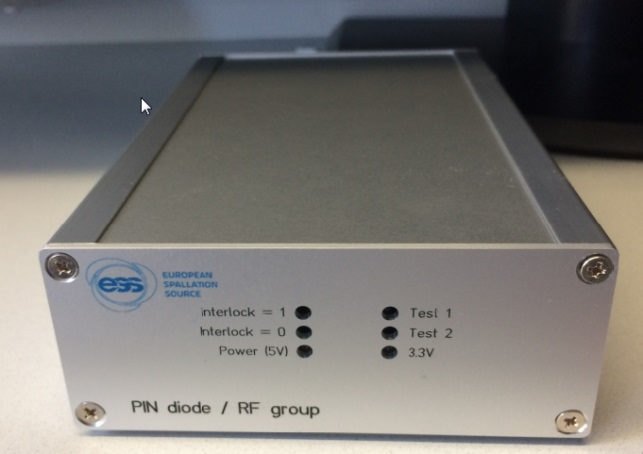 ess
EUROPEAN
SPALLATION
SOURCE
Interlock = 1
Test 1
Interlock = 0
Test 2
Power (5V)
3.3V
PIN diode / RF group